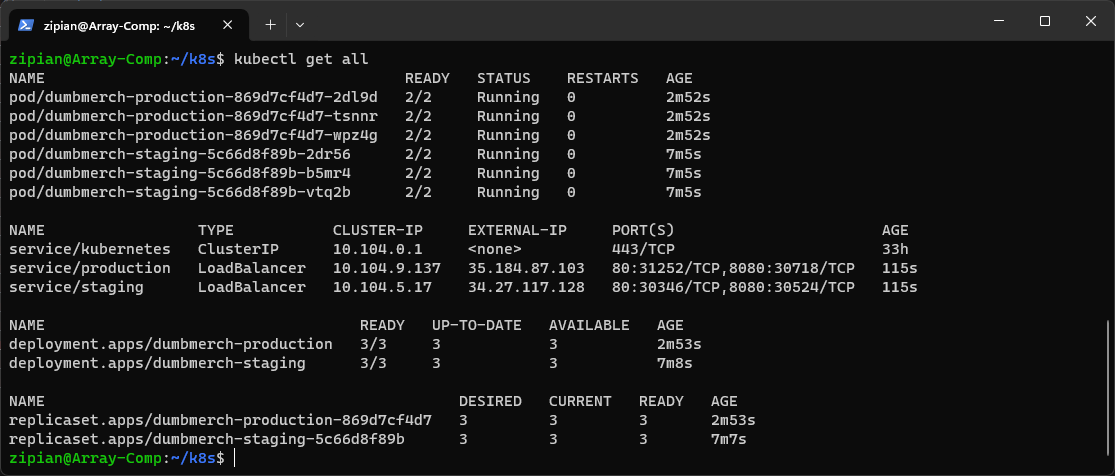 zipian@Array-Comp: ~/k8s
zipian@Array-Comp:~/k8s$ kubectl get all
NAME READY STATUS RESTARTS AGE
pod/dumbmerch-production-869d7cf4d7-2dl9d 2/2 Running 0 2m52s
pod/dumbmerch-production-869d7cf4d7-tsnnr 2/2 Running 0 2m52s
pod/dumbmerch-production-869d7cf4d7-wpz4g 2/2 Running 0 2m52s
pod/dumbmerch-staging-5c66d8f89b-2dr56 2/2 Running 0 7m5s
pod/dumbmerch-staging-5c66d8f89b-b5mr4 2/2 Running 0 7m5s
pod/dumbmerch-staging-5c66d8f89b-vtq2b 2/2 Running 0 7m5s
NAME TYPE CLUSTER-IP EXTERNAL-IP PORT(S) AGE
service/kubernetes ClusterIP 10.104.0.1 <none> 443/TCP 33h
service/production LoadBalancer 10.104.9.137 35.184.87.103 80:31252/TCP,8080:30718/TCP 115s
service/staging LoadBalancer 10.104.5.17 34.27.117.128 80:30346/TCP,8080:30524/TCP 115s
NAME READY UP-TO-DATE AVAILABLE AGE
deployment.apps/dumbmerch-production 3/3 3 3 2m53s
deployment.apps/dumbmerch-staging 3/3 3 3 7m8s
NAME DESIRED CURRENT READY AGE
replicaset.apps/dumbmerch-production-869d7cf4d7 3 3 3 2m53s
replicaset.apps/dumbmerch-staging-5c66d8f89b 3 3 3 7m7s
zipian@Array-Comp:~/k8s$